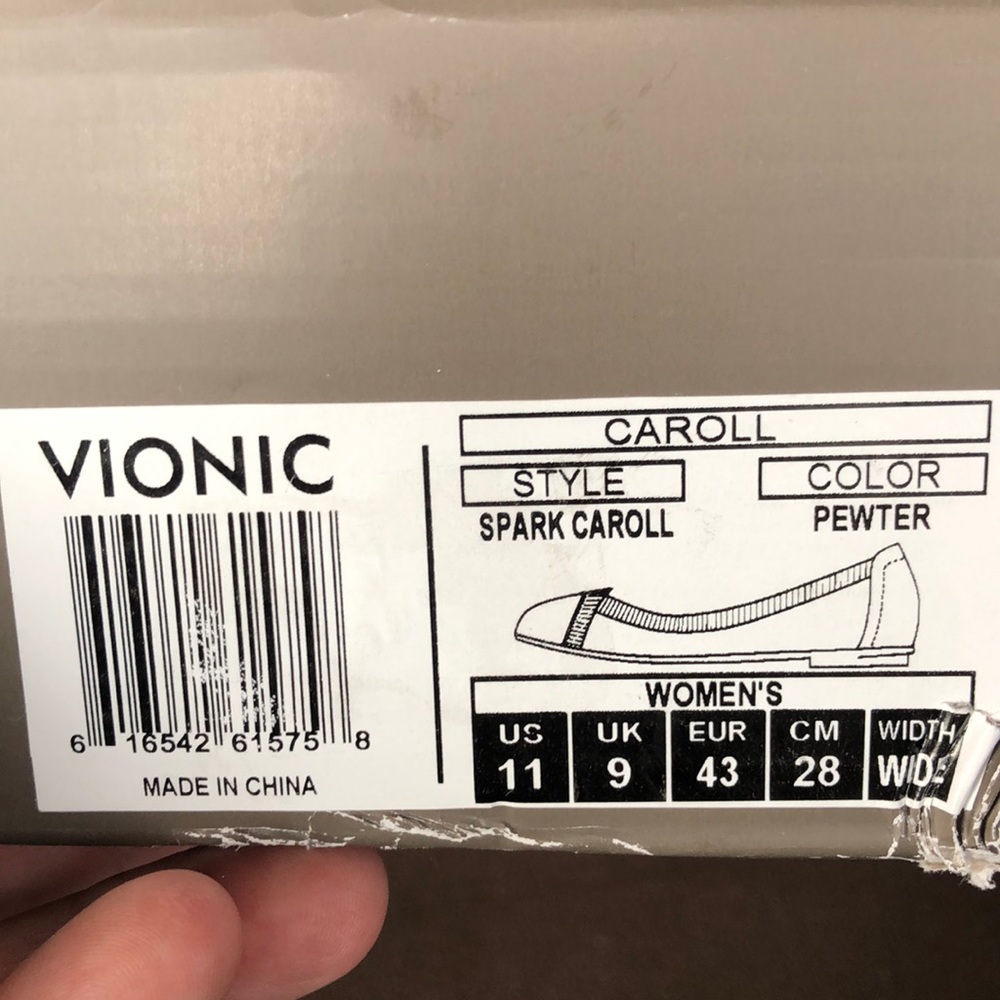 VIONIC
6 16542 61575 8
MADE IN CHINA
CAROLL
STYLE COLOR
SPARK CAROLL PEWTER
WOMEN'S
US UK EUR CM WIDTH
11 9 43 28 WIDE